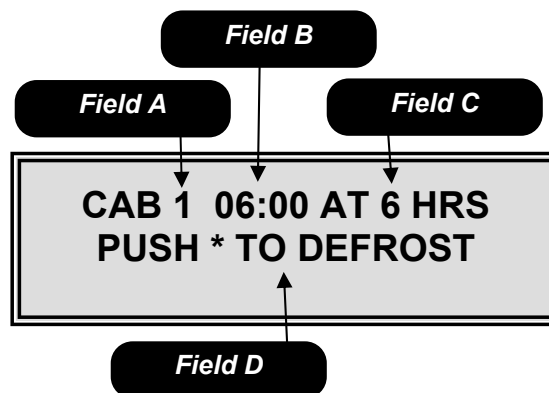 Field B
Field A
Field C
CAB 1 06:00 AT 6 HRS
PUSH * TO DEFROST
Field D